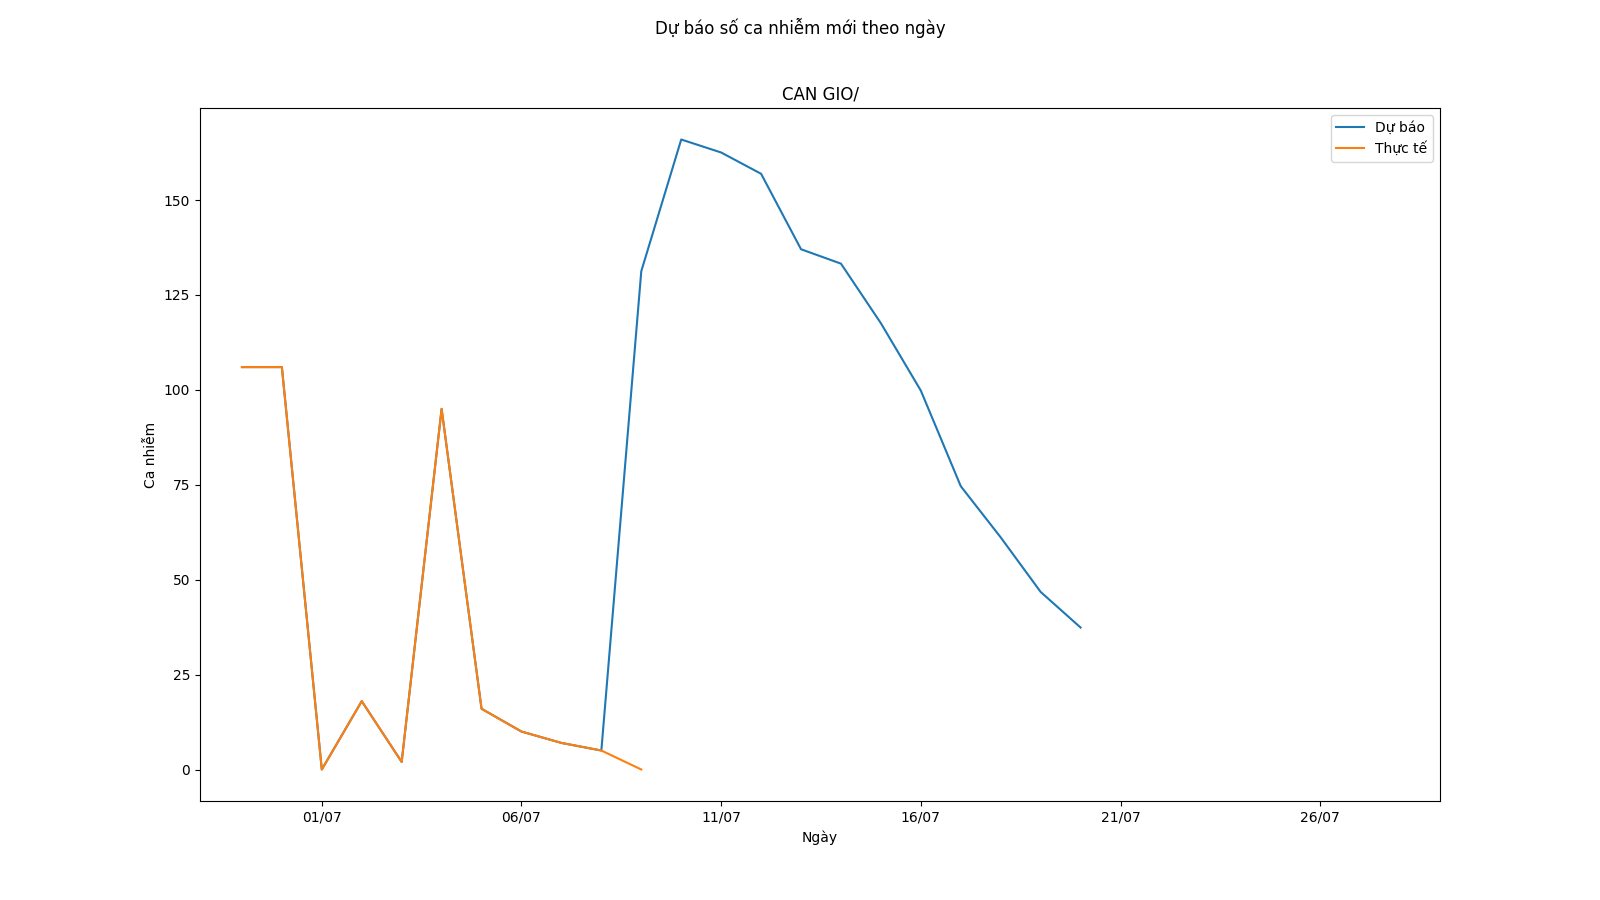 Dự báo số ca nhiễm mới theo ngày
CAN GIO/
Dự báo
Thực tế
150
125
100
75
50
25
0
Ca nhiễm
01/07
06/07
11/07
16/07
21/07
26/07
Ngày